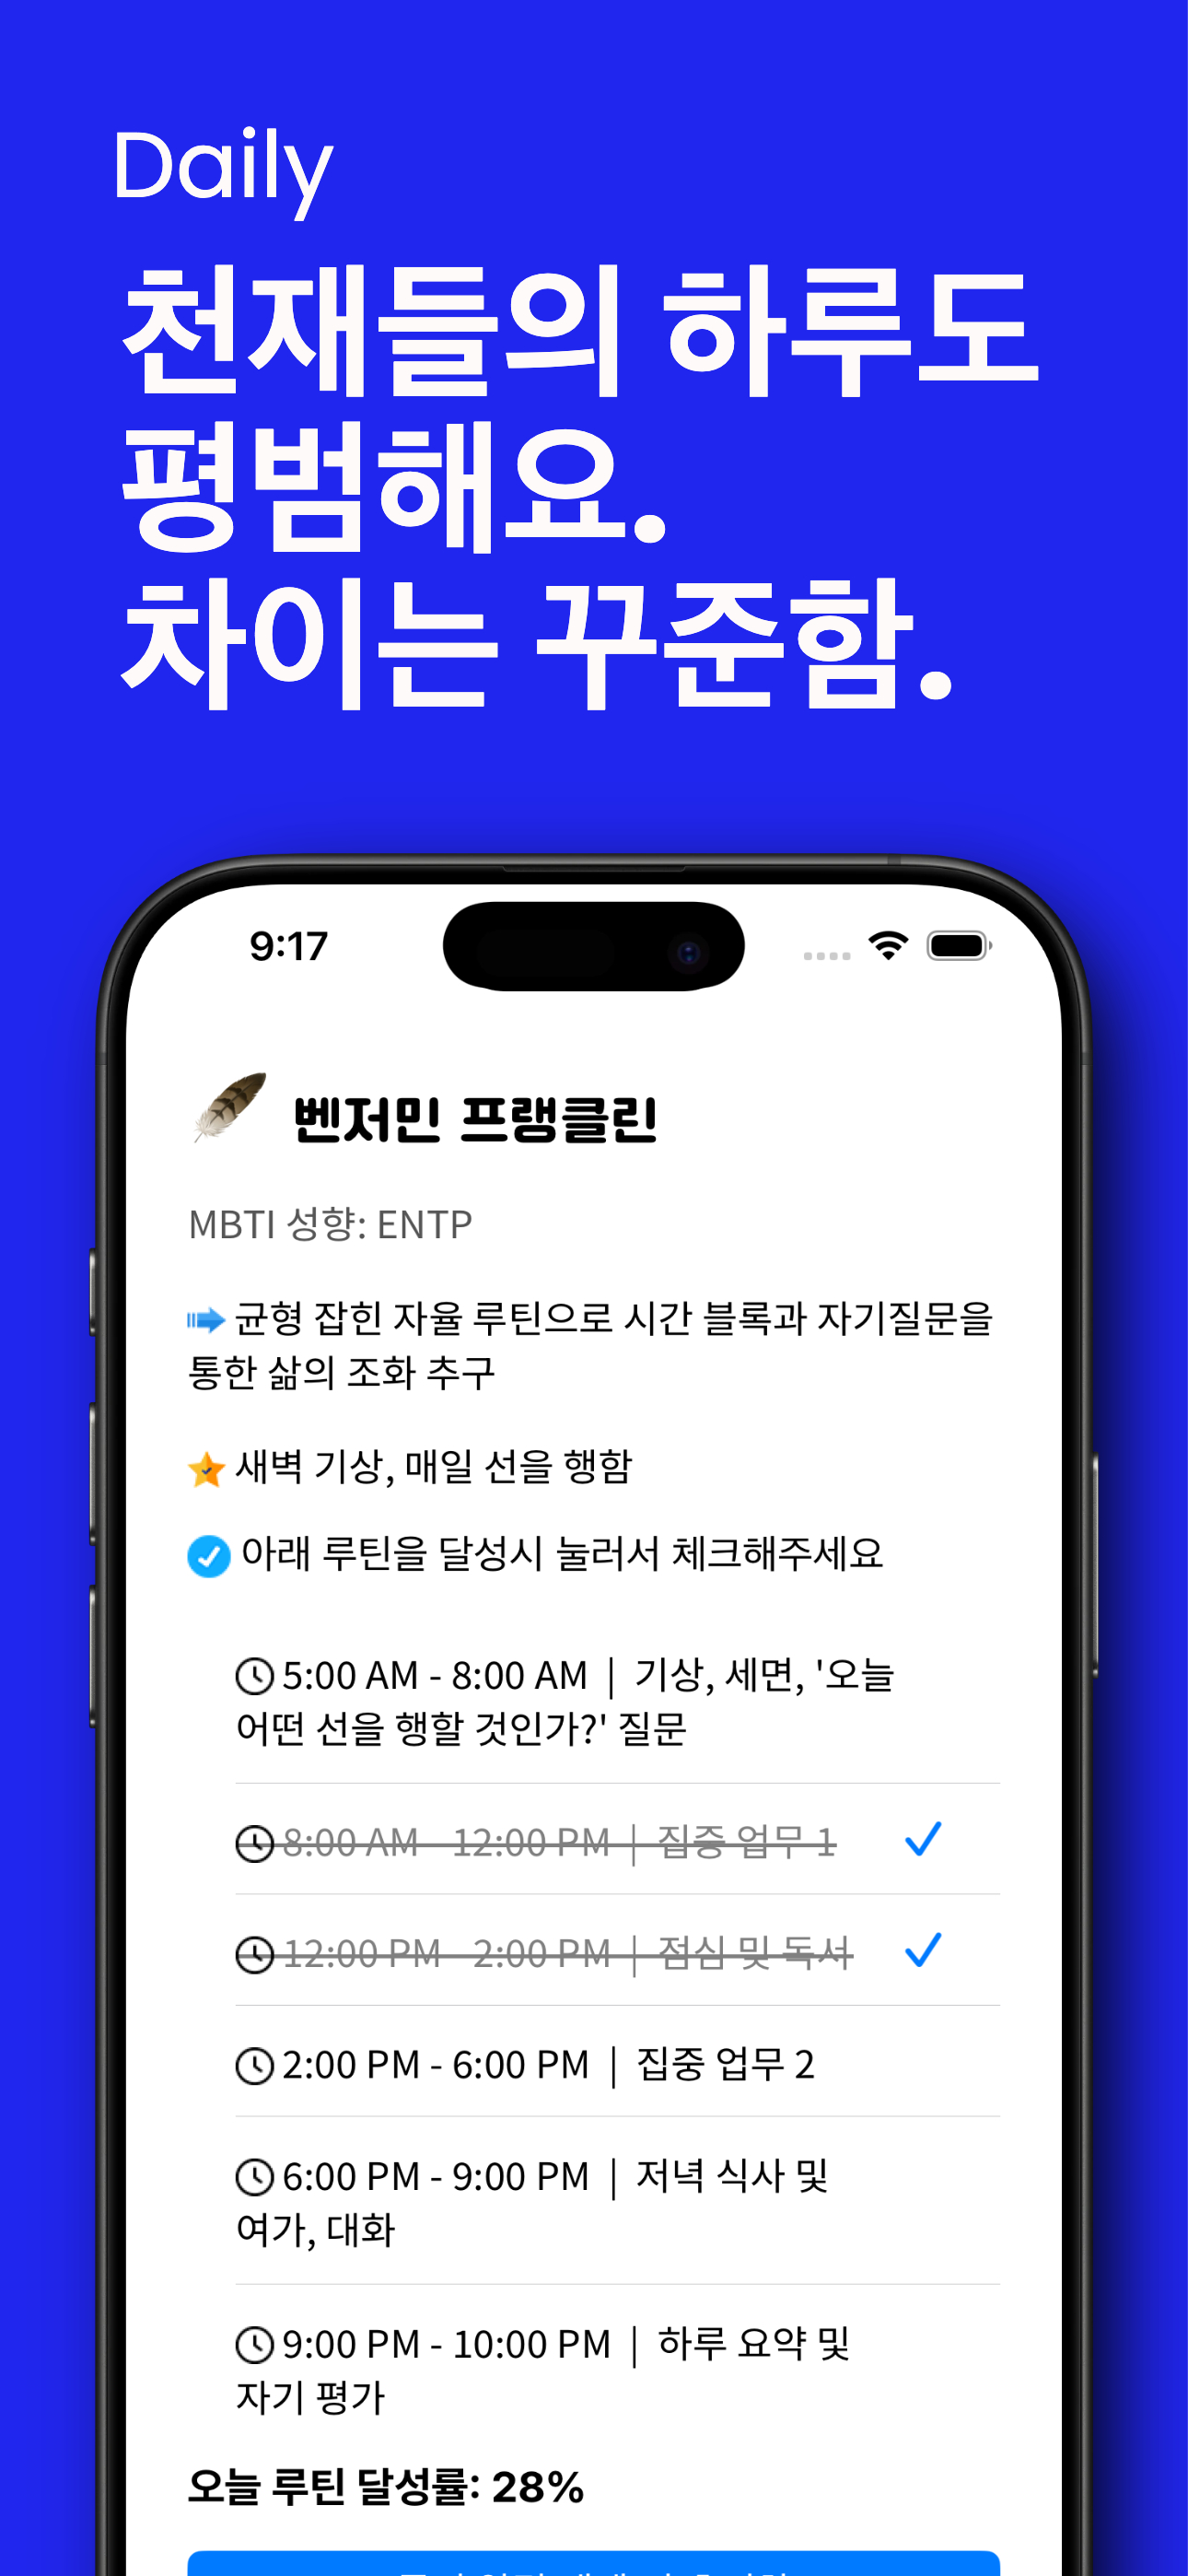 Daily
천재들의 하루도
평범해요.
차이는 꾸준함.
9:17
벤저민 프랭클린
MBTI 성향: ENTP
균형 잡힌 자율 루틴으로 시간 블록과 자기질문을
통한 삶의 조화 추구
새벽 기상, 매일 선을 행함
아래 루틴을 달성시 눌러서 체크해주세요
5:00 AM - 8:00 AM | 기상, 세면, '오늘
어떤 선을 행할 것인가?' 질문
8:00 AM - 12:00 PM | 집중 업무 1
12:00 PM - 2:00 PM | 점심 및 독서
2:00 PM - 6:00 PM | 집중 업무 2
6:00 PM - 9:00 PM | 저녁 식사 및
여가, 대화
9:00 PM - 10:00 PM | 하루 요약 및
자기 평가
오늘 루틴 달성률: 28%